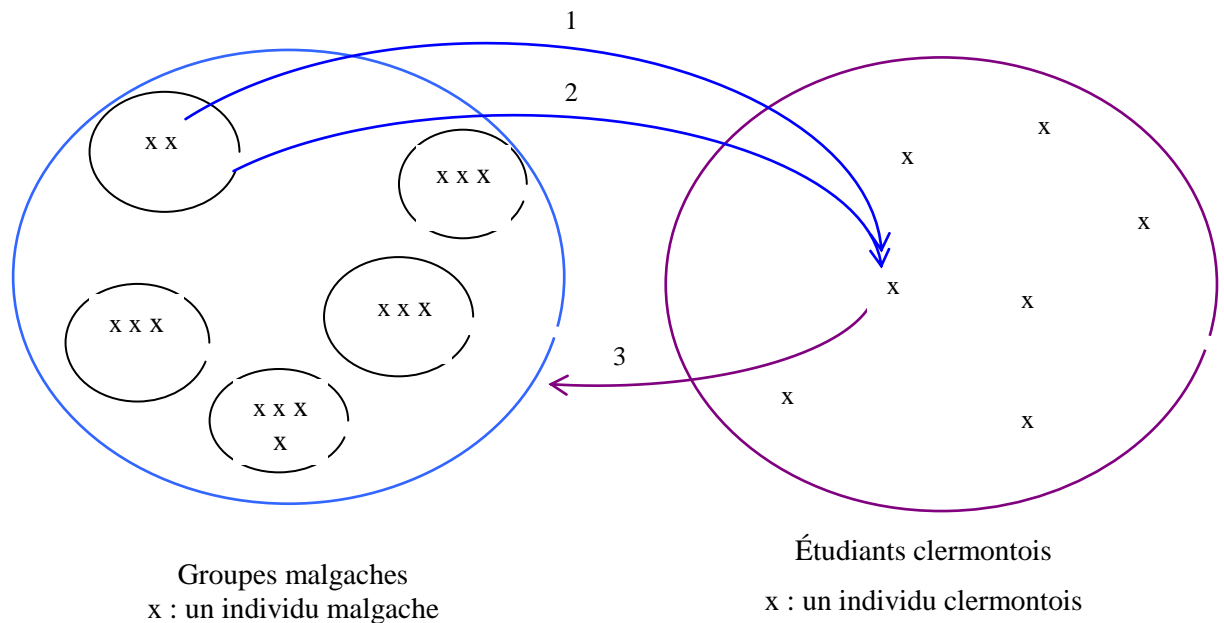 1
2
x x
x x x
x
x
x
x x x
x x x
x
x
3
x
x
x x x
x
Groupes malgaches
x : un individu malgache
Étudiants clermontois
x : un individu clermontois